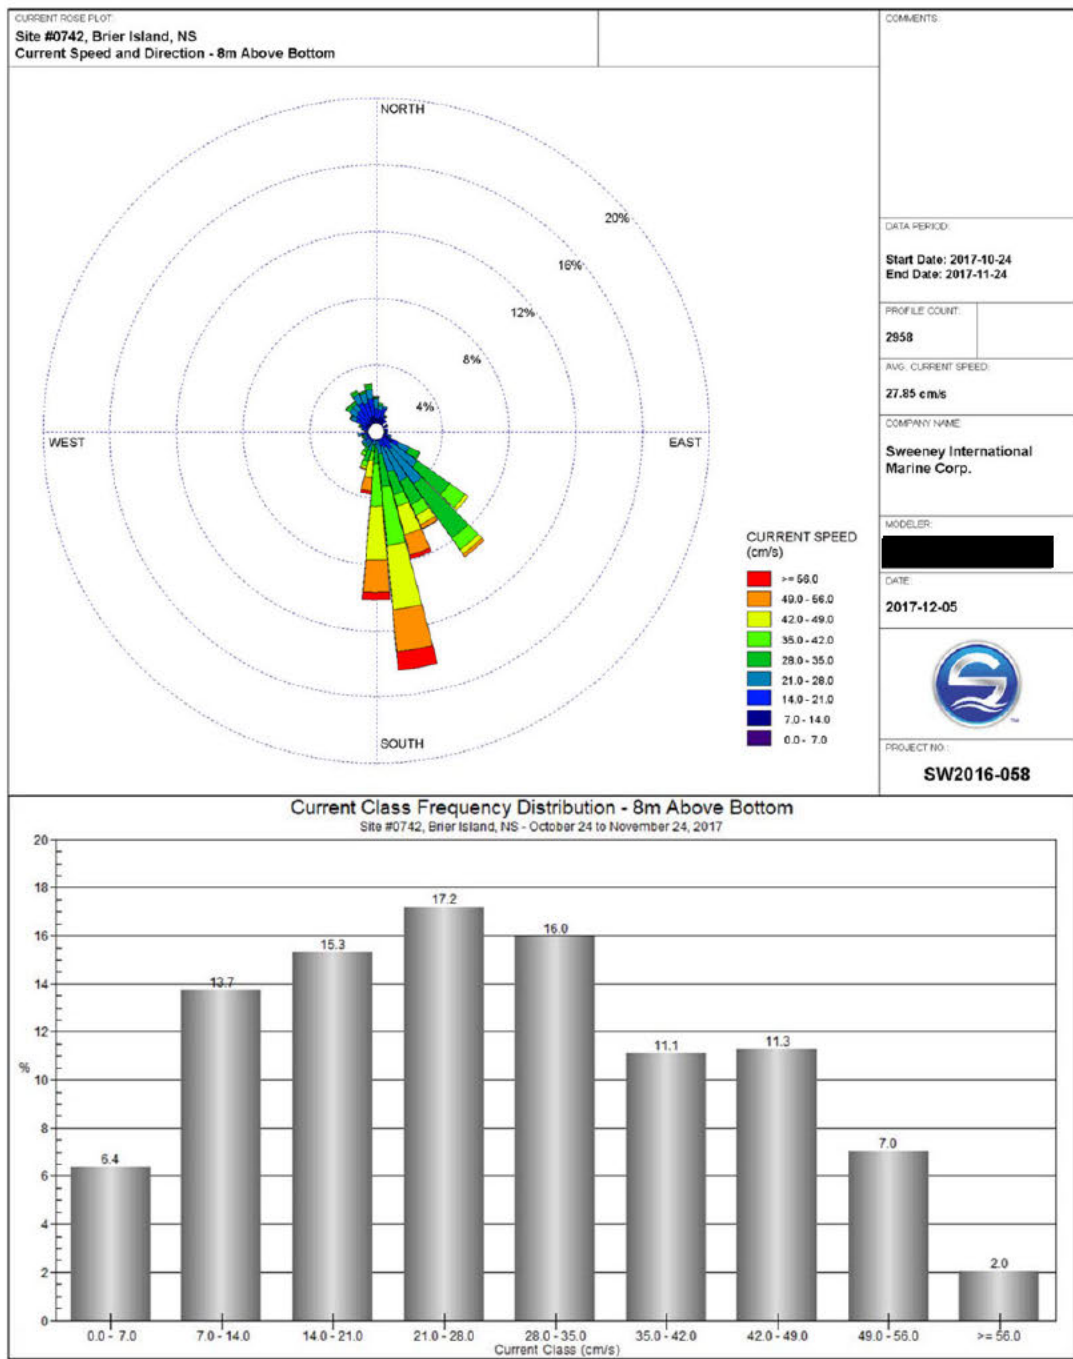 CURRENT ROSE PLOT:
Site #0742, Brier Island, NS
Current Speed and Direction - 8m Above Bottom
COMMENTS:
NORTH
20%
16%
12%
8%
4%
WEST
EAST
SOUTH
CURRENT SPEED
(cm/s)
>= 56.0
49.0 - 56.0
42.0 - 49.0
35.0 - 42.0
28.0 - 35.0
21.0 - 28.0
14.0 - 21.0
7.0 - 14.0
0.0 - 7.0
DATA PERIOD:
Start Date: 2017-10-24
End Date: 2017-11-24
PROFILE COUNT:
2958
AVG. CURRENT SPEED:
27.85 cm/s
COMPANY NAME:
Sweeney International
Marine Corp.
MODELER:
DATE:
2017-12-05
TM
PROJECT NO.:
SW2016-058
Current Class Frequency Distribution - 8m Above Bottom
Site #0742, Brier Island, NS - October 24 to November 24, 2017
20
18
16
14
12
10
8
6
4
2
0
%
6.4
13.7
15.3
17.2
16.0
11.1
11.3
7.0
2.0
0.0 - 7.0
7.0 - 14.0
14.0 - 21.0
21.0 - 28.0
28.0 - 35.0
35.0 - 42.0
42.0 - 49.0
49.0 - 56.0
>= 56.0
Current Class (cm/s)